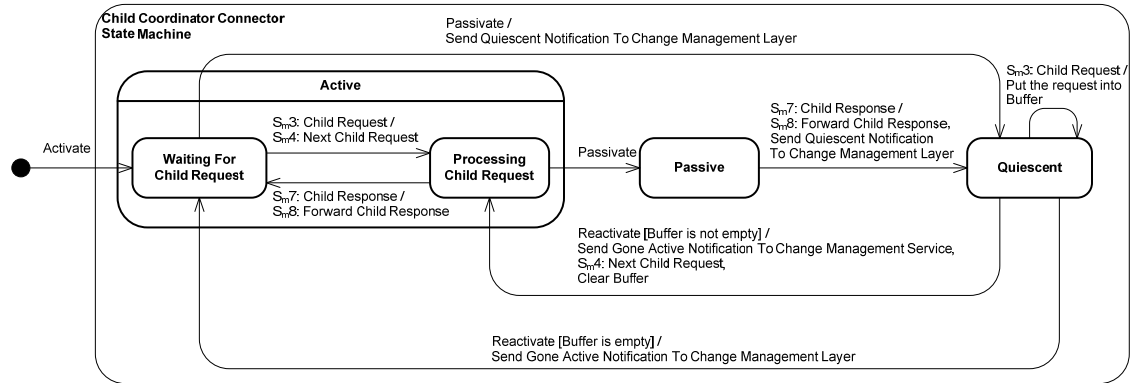 Child Coordinator Connector
State Machine
Passivate /
Send Quiescent Notification To Change Management Layer
Active
Sm3: Child Request /
Put the request into
Buffer
Activate
Waiting For
Child Request
Sm3: Child Request /
Sm4: Next Child Request
Processing
Child Request
Sm7: Child Response /
Sm8: Forward Child Response
Passivate
Passive
Sm7: Child Response /
Sm8: Forward Child Response,
Send Quiescent Notification
To Change Management Layer
Quiescent
Reactivate [Buffer is not empty] /
Send Gone Active Notification To Change Management Service,
Sm4: Next Child Request,
Clear Buffer
Reactivate [Buffer is empty] /
Send Gone Active Notification To Change Management Layer